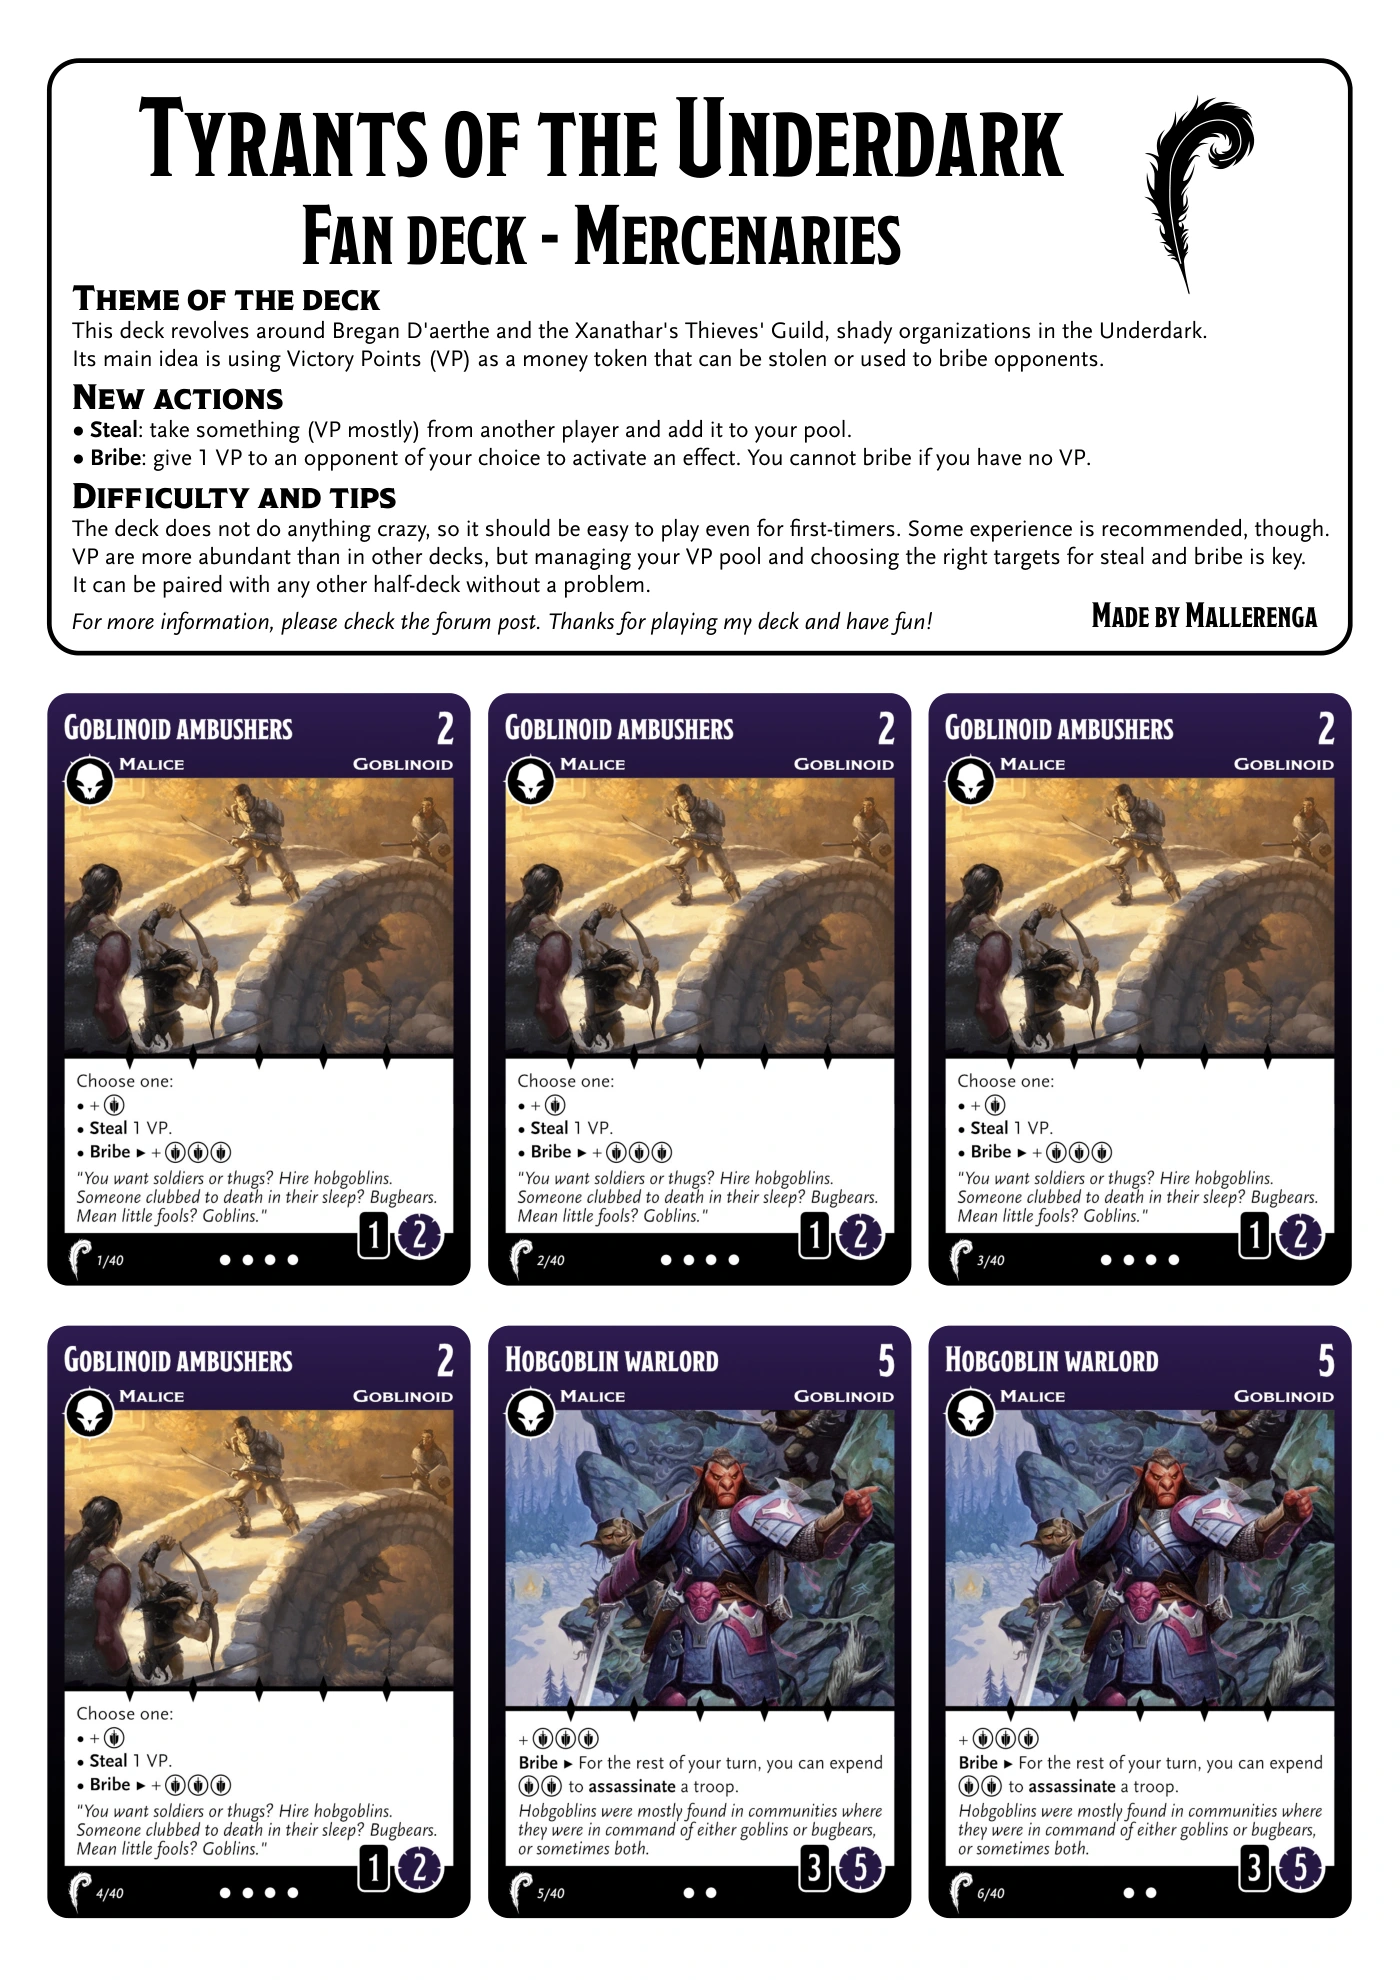 Tyrants of the Underdark
Fan deck - Mercenaries
Theme of the deck
This deck revolves around Bregan D'aerthe and the Xanathar's Thieves' Guild, shady organizations in the Underdark.
Its main idea is using Victory Points (VP) as a money token that can be stolen or used to bribe opponents.
New actions
• Steal: take something (VP mostly) from another player and add it to your pool.
• Bribe: give 1 VP to an opponent of your choice to activate an effect. You cannot bribe if you have no VP.
Difficulty and tips
The deck does not do anything crazy, so it should be easy to play even for first-timers. Some experience is recommended, though.
VP are more abundant than in other decks, but managing your VP pool and choosing the right targets for steal and bribe is key.
It can be paired with any other half-deck without a problem.
For more information, please check the forum post. Thanks for playing my deck and have fun!
Made by Mallerenga
Goblinoid ambushers 2
Malice Goblinoid
Choose one:
• +
• Steal 1 VP.
• Bribe ▸ +
"You want soldiers or thugs? Hire hobgoblins.
Someone clubbed to death in their sleep? Bugbears.
Mean little fools? Goblins."
1 2
1/40
Goblinoid ambushers 2
Malice Goblinoid
Choose one:
• +
• Steal 1 VP.
• Bribe ▸ +
"You want soldiers or thugs? Hire hobgoblins.
Someone clubbed to death in their sleep? Bugbears.
Mean little fools? Goblins."
1 2
2/40
Goblinoid ambushers 2
Malice Goblinoid
Choose one:
• +
• Steal 1 VP.
• Bribe ▸ +
"You want soldiers or thugs? Hire hobgoblins.
Someone clubbed to death in their sleep? Bugbears.
Mean little fools? Goblins."
1 2
3/40
Goblinoid ambushers 2
Malice Goblinoid
Choose one:
• +
• Steal 1 VP.
• Bribe ▸ +
"You want soldiers or thugs? Hire hobgoblins.
Someone clubbed to death in their sleep? Bugbears.
Mean little fools? Goblins."
1 2
4/40
Hobgoblin warlord 5
Malice Goblinoid
+
Bribe ▸ For the rest of your turn, you can expend
to assassinate a troop.
Hobgoblins were mostly found in communities where
they were in command of either goblins or bugbears,
or sometimes both.
3 5
5/40
Hobgoblin warlord 5
Malice Goblinoid
+
Bribe ▸ For the rest of your turn, you can expend
to assassinate a troop.
Hobgoblins were mostly found in communities where
they were in command of either goblins or bugbears,
or sometimes both.
3 5
6/40